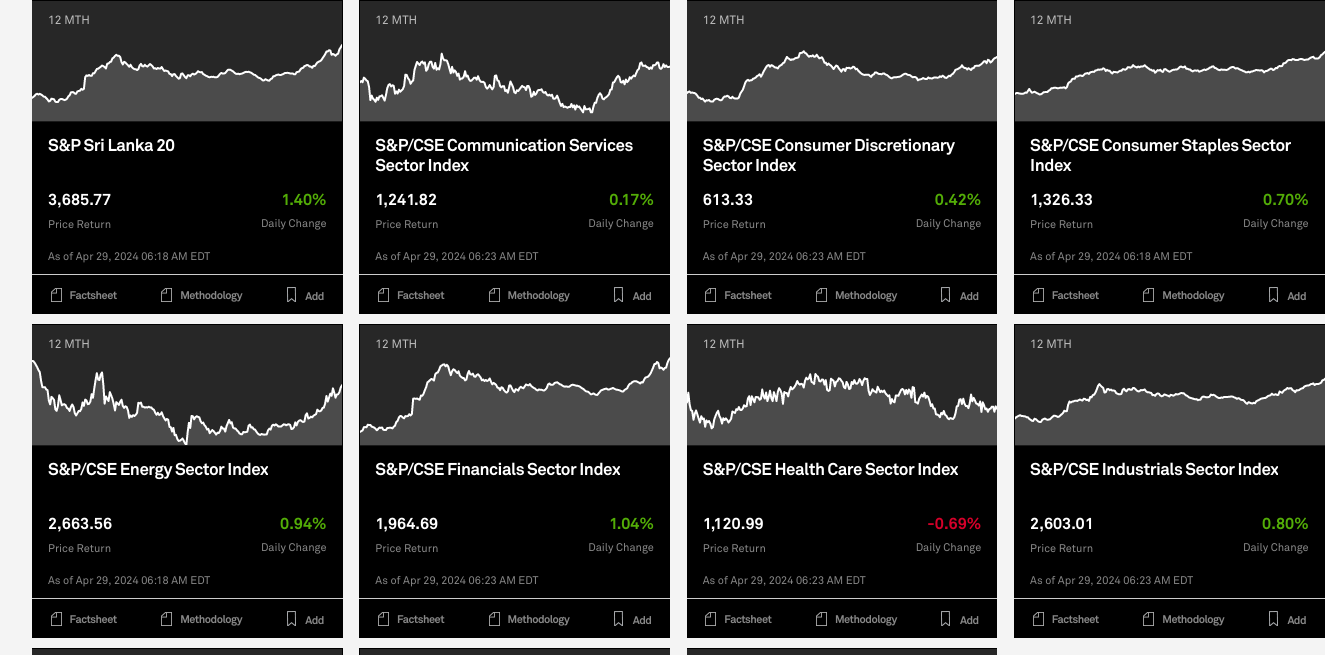 12 MTH
12 MTH
12 MTH
12 MTH
S&P Sri Lanka 20
3,685.77
1.40%
Price Return
Daily Change
As of Apr 29, 2024 06:18 AM EDT
Factsheet
Methodology
Add
S&P/CSE Communication Services
Sector Index
1,241.82
0.17%
Price Return
Daily Change
As of Apr 29, 2024 06:23 AM EDT
Factsheet
Methodology
Add
S&P/CSE Consumer Discretionary
Sector Index
613.33
0.42%
Price Return
Daily Change
As of Apr 29, 2024 06:23 AM EDT
Factsheet
Methodology
Add
S&P/CSE Consumer Staples Sector
Index
1,326.33
0.70%
Price Return
Daily Change
As of Apr 29, 2024 06:18 AM EDT
Factsheet
Methodology
Add
12 MTH
12 MTH
12 MTH
12 MTH
S&P/CSE Energy Sector Index
2,663.56
0.94%
Price Return
Daily Change
As of Apr 29, 2024 06:18 AM EDT
Factsheet
Methodology
Add
S&P/CSE Financials Sector Index
1,964.69
1.04%
Price Return
Daily Change
As of Apr 29, 2024 06:23 AM EDT
Factsheet
Methodology
Add
S&P/CSE Health Care Sector Index
1,120.99
-0.69%
Price Return
Daily Change
As of Apr 29, 2024 06:23 AM EDT
Factsheet
Methodology
Add
S&P/CSE Industrials Sector Index
2,603.01
0.80%
Price Return
Daily Change
As of Apr 29, 2024 06:23 AM EDT
Factsheet
Methodology
Add